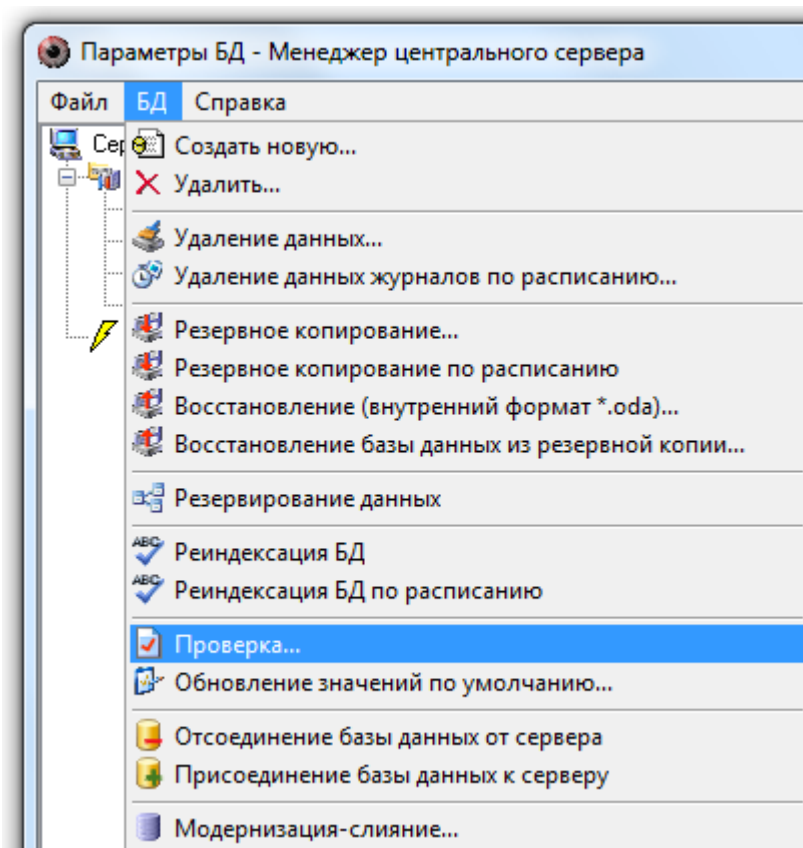 Параметры БД - Менеджер центрального сервера
Файл БД Справка
Создать новую...
Удалить...
Удаление данных...
Удаление данных журналов по расписанию...
Резервное копирование...
Резервное копирование по расписанию
Восстановление (внутренний формат *.oda)...
Восстановление базы данных из резервной копии...
Резервирование данных
Реиндексация БД
Реиндексация БД по расписанию
Проверка...
Обновление значений по умолчанию...
Отсоединение базы данных от сервера
Присоединение базы данных к серверу
Модернизация-слияние...